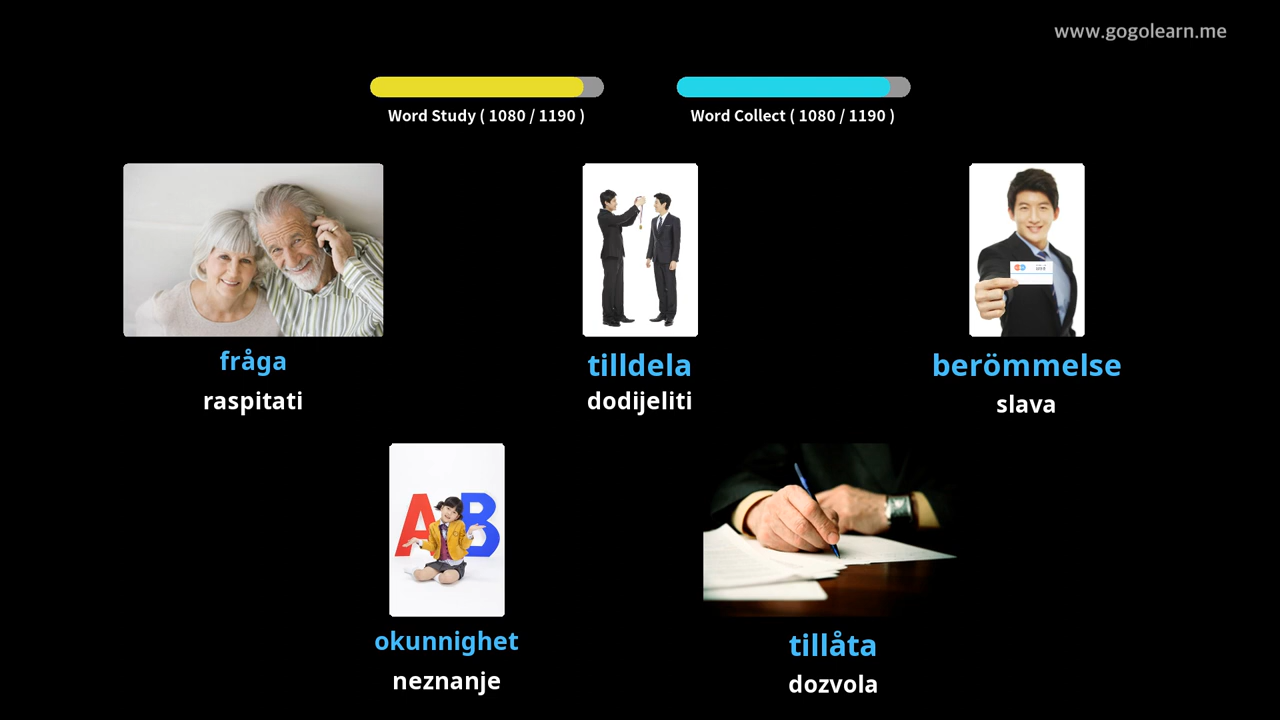 www.gogolearn.me
Word Study ( 1080 / 1190 )
Word Collect ( 1080 / 1190 )
fråga
raspitati
tilldela
dodijeliti
berömmelse
slava
A B
okunnighet
neznanje
tillåta
dozvola